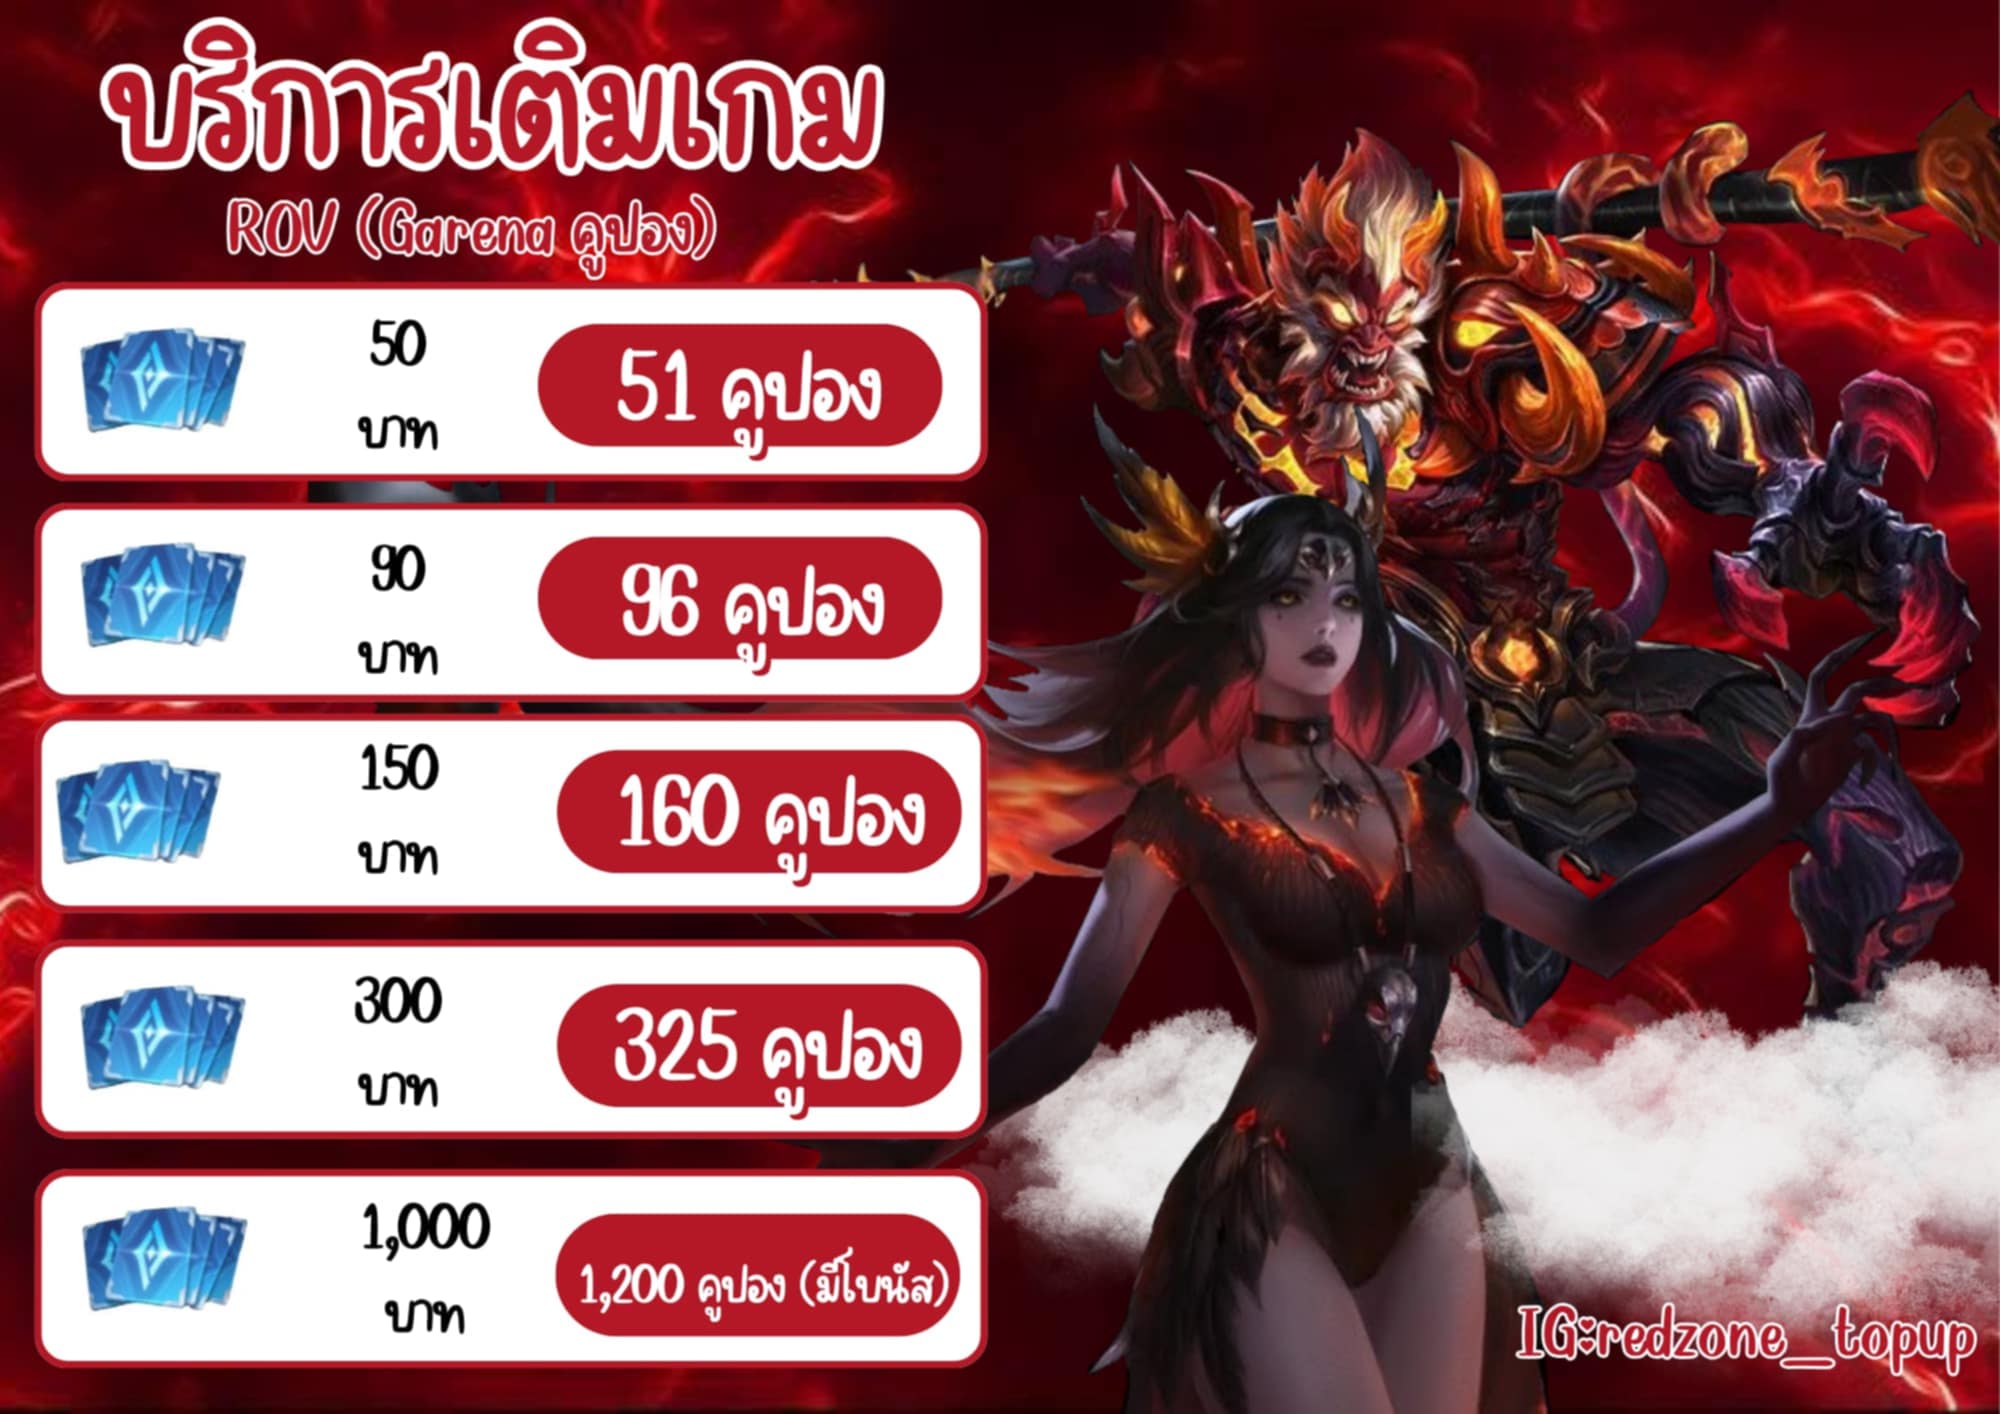 บริการเติมเกม
ROV (Garena คูปอง)
50
บาท
51 คูปอง
90
บาท
96 คูปอง
150
บาท
160 คูปอง
300
บาท
325 คูปอง
1,000
บาท
1,200 คูปอง (มีโบนัส)
IG:redzone_topup